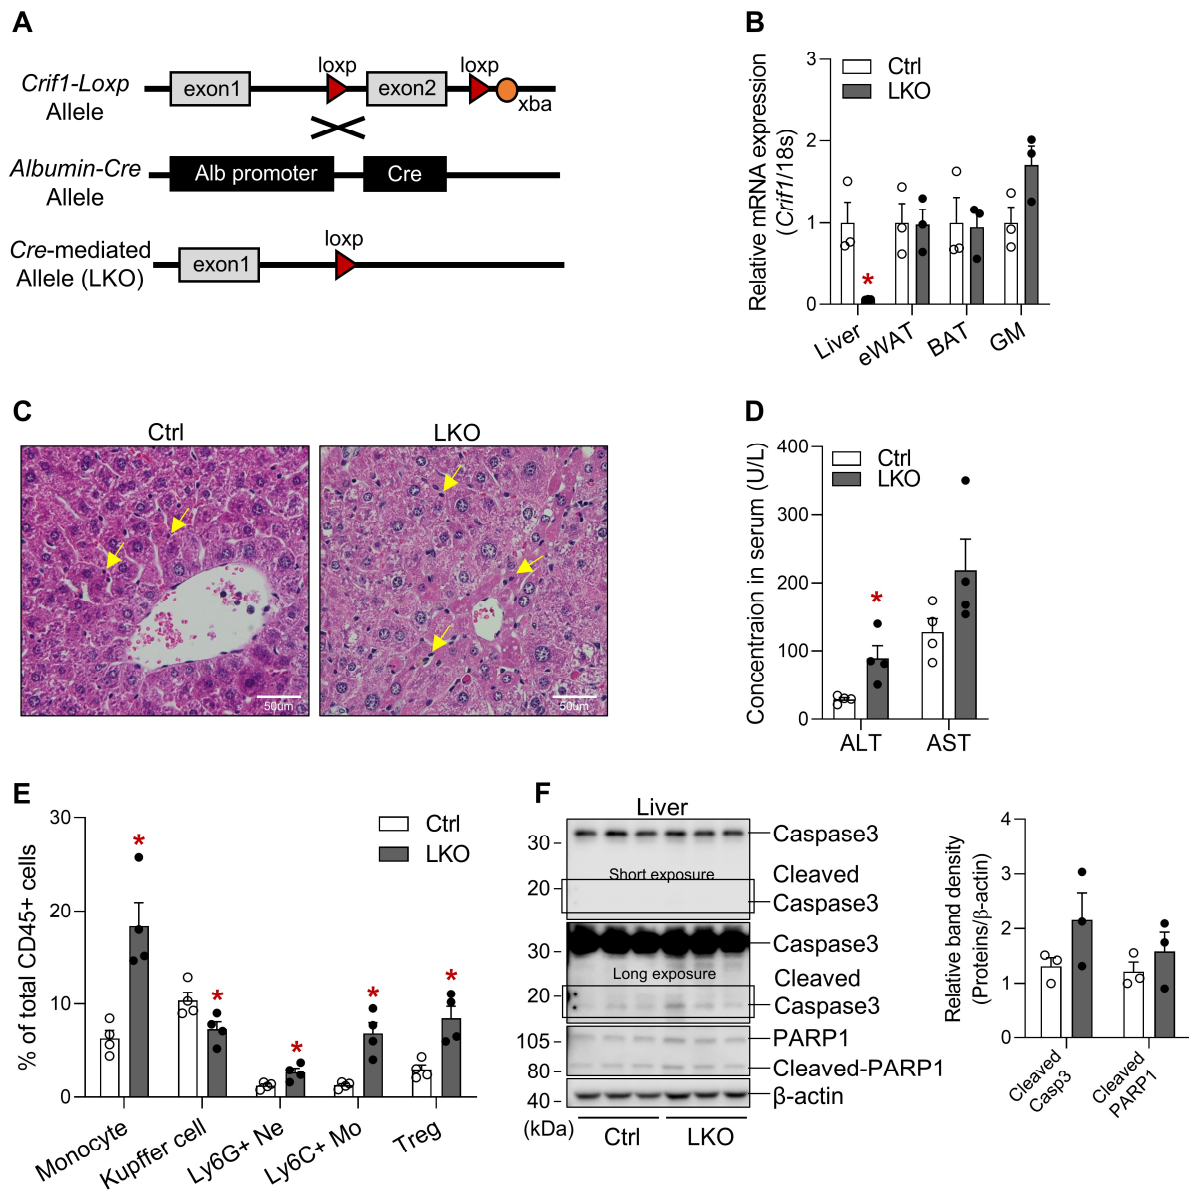 A
Crif1-Loxp
Allele
exon1
loxp
exon2
loxp
xba
Albumin-Cre
Allele
Alb promoter
Cre
Cre-mediated
Allele (LKO)
exon1
loxp
B
Relative mRNA expression
(Crif1/18s)
3
2
1
0
Ctrl
LKO
*
Liver
eWAT
BAT
GM
C
Ctrl
LKO
50um
50um
D
Concentraion in serum (U/L)
400
300
200
100
0
Ctrl
LKO
*
ALT
AST
E
% of total CD45+ cells
30
20
10
0
Ctrl
LKO
*
*
*
*
*
Monocyte
Kupffer cell
Ly6G+ Ne
Ly6C+ Mo
Treg
F
Liver
30
Caspase3
Short exposure
Cleaved
20
Caspase3
30
Caspase3
Long exposure
Cleaved
20
Caspase3
105
PARP1
80
Cleaved-PARP1
40
β-actin
(kDa)
Ctrl
LKO
Relative band density
(Proteins/β-actin)
4
3
2
1
0
Cleaved
Casp3
Cleaved
PARP1